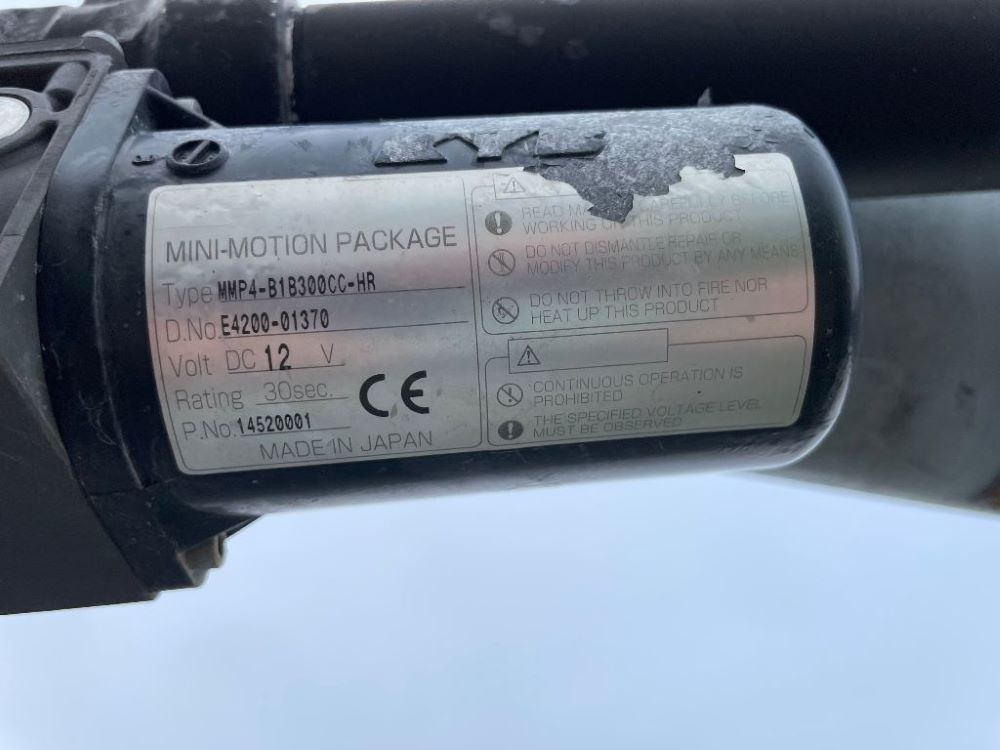 MINI-MOTION PACKAGE
Type MMP4-B1B300CC-HR
D.No. E4200-01370
Volt DC 12 V
Rating 30sec.
P.No. 14520001
CE
MADE IN JAPAN
READ BEFORE
WORKING ON THIS PRODUCT
DO NOT DISMANTLE REPAIR OR
MODIFY THIS PRODUCT BY ANY MEANS
DO NOT THROW INTO FIRE NOR
HEAT UP THIS PRODUCT
CONTINUOUS OPERATION IS
PROHIBITED
THE SPECIFIED VOLTAGE LEVEL
MUST BE OBSERVED